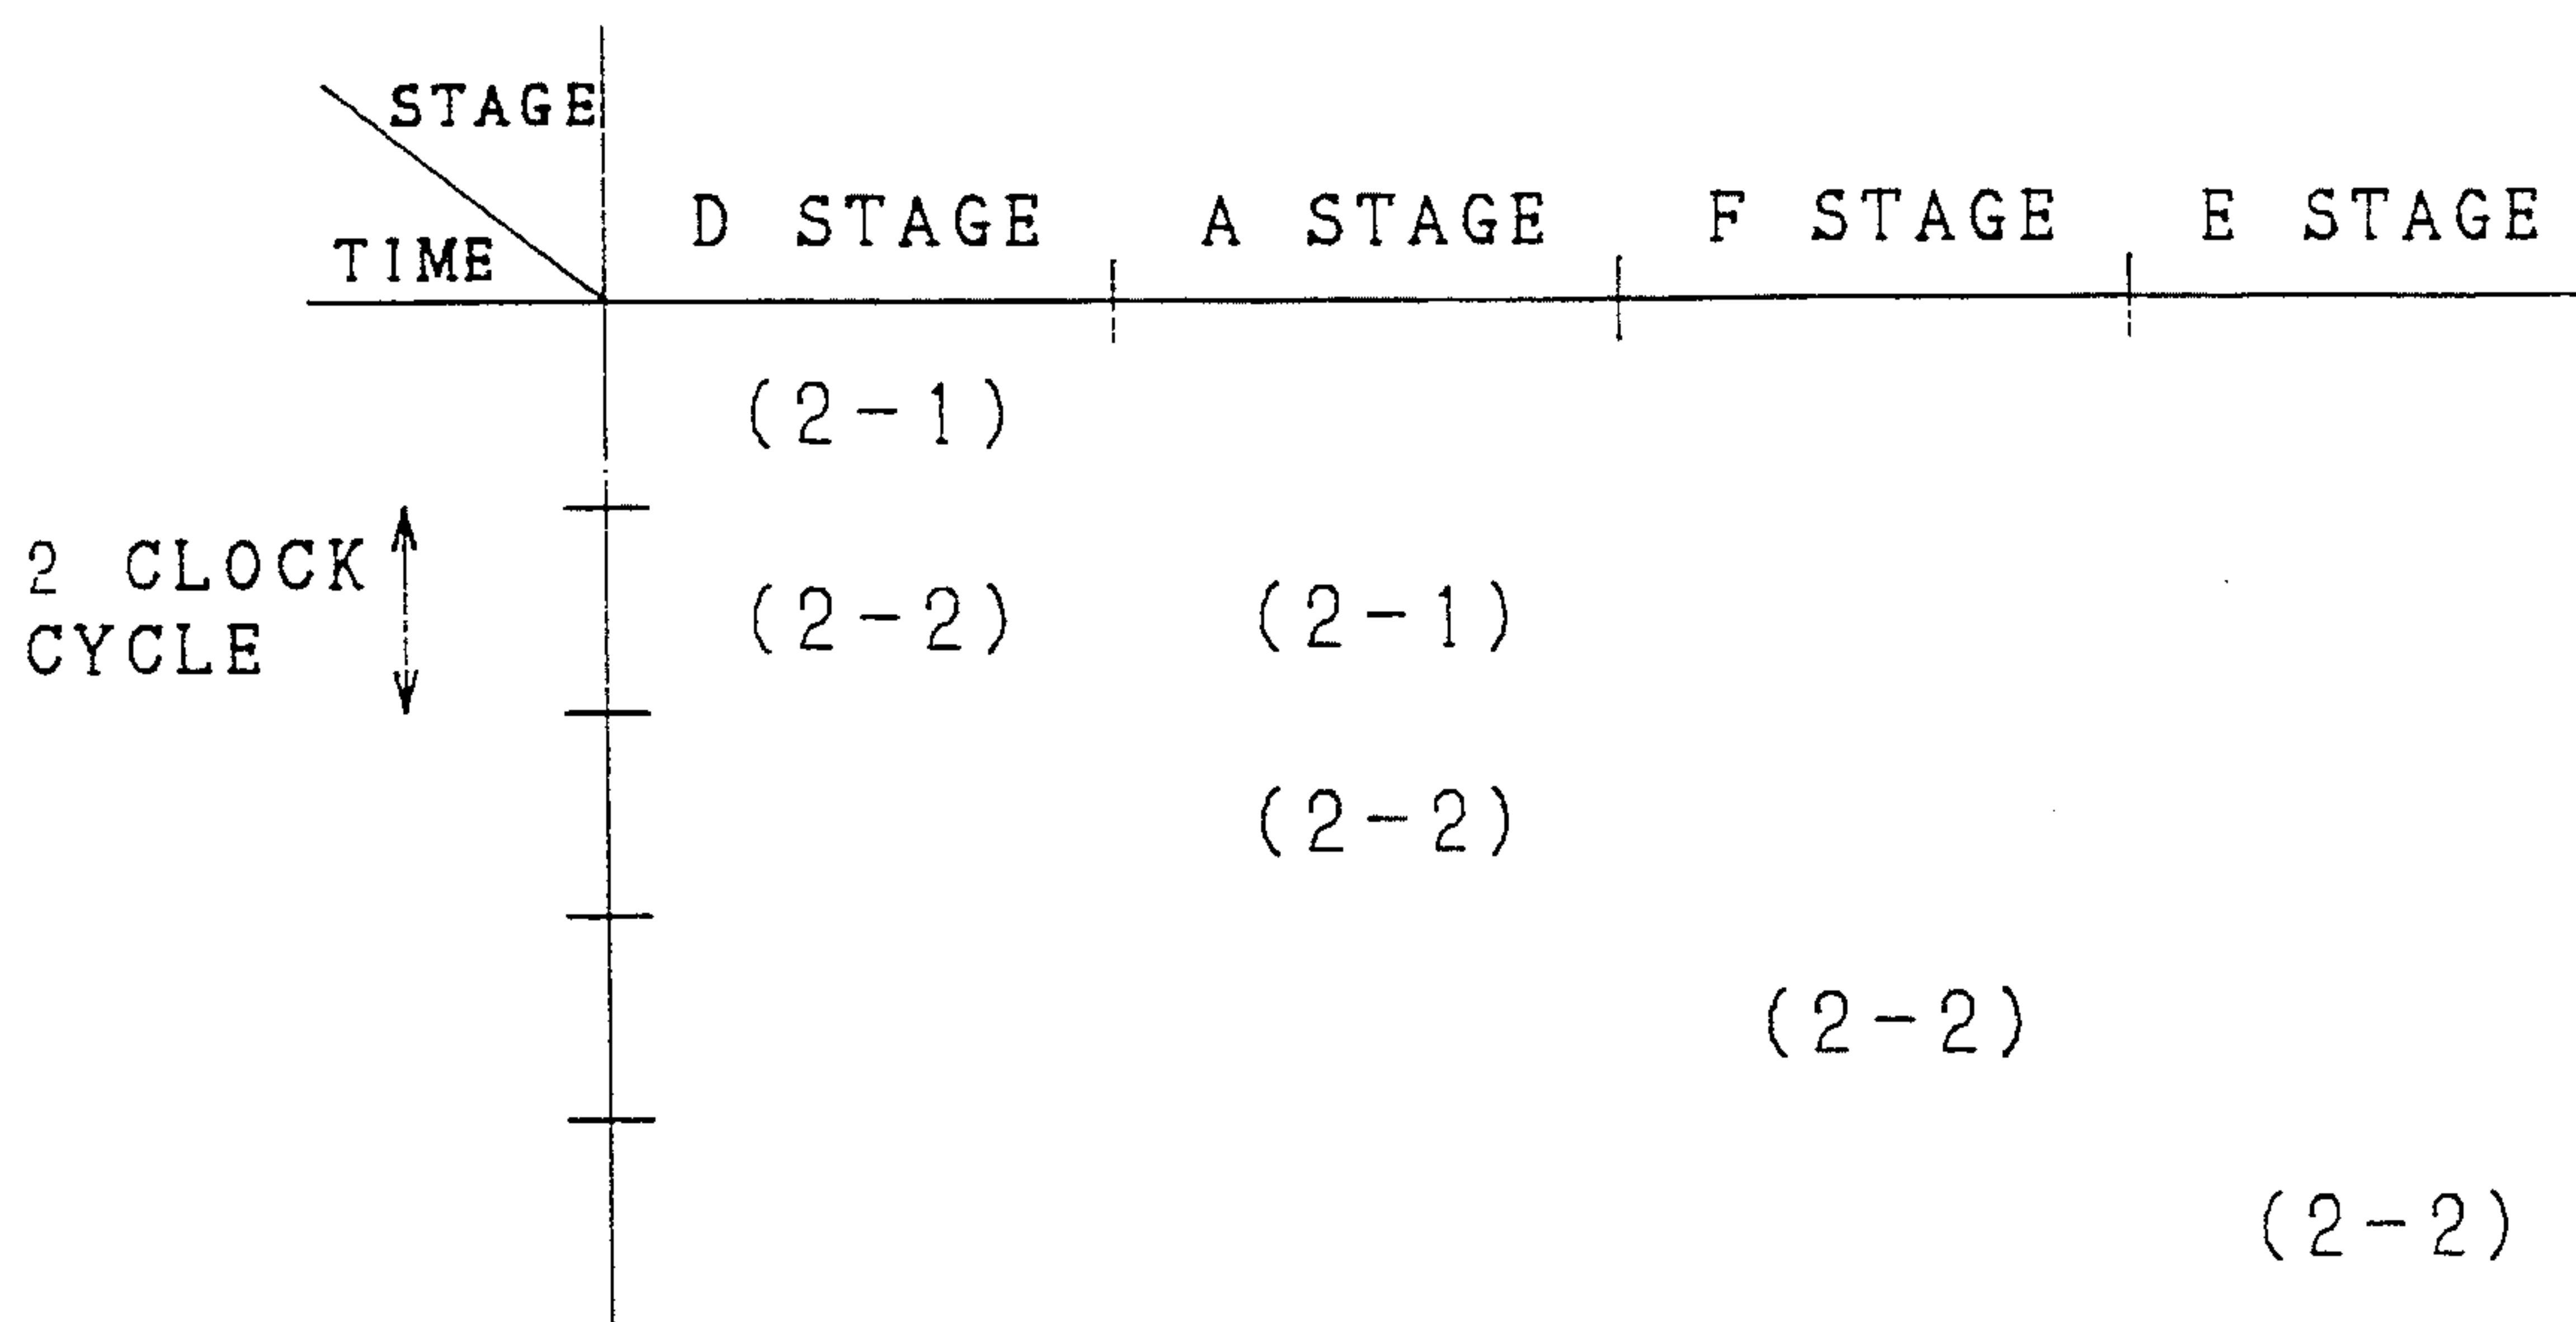 STAGE
TIME
D STAGE A STAGE F STAGE E STAGE
(2-1)
2 CLOCK
CYCLE
(2-2) (2-1)
(2-2)
(2-2)
(2-2)